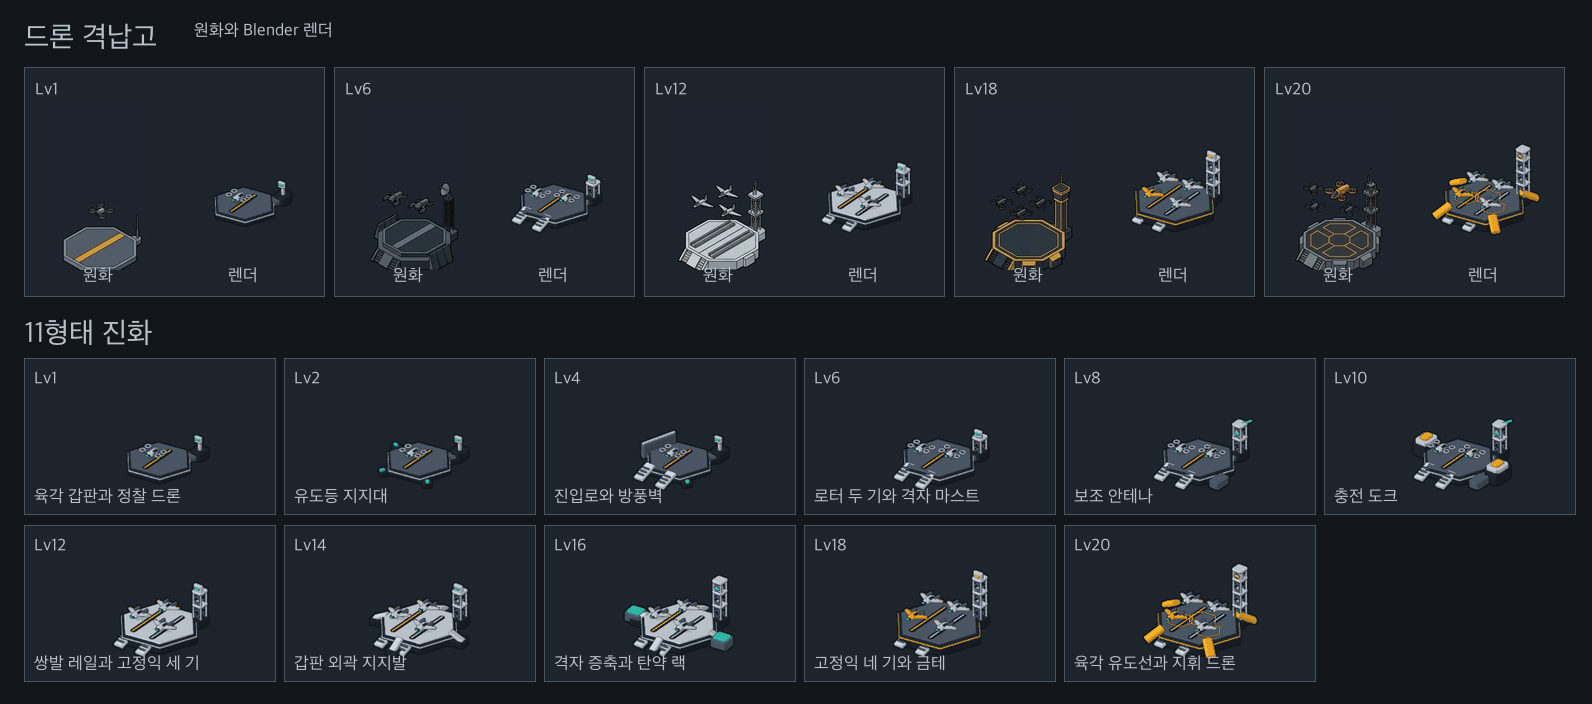 드론 격납고
원화와 Blender 렌더
Lv1
Lv6
Lv12
Lv18
Lv20
원화
렌더
원화
렌더
원화
렌더
원화
렌더
원화
렌더
11형태 진화
Lv1
Lv2
Lv4
Lv6
Lv8
Lv10
육각 갑판과 정찰 드론
유도등 지지대
진입로와 방풍벽
로터 두 기와 격자 마스트
보조 안테나
충전 도크
Lv12
Lv14
Lv16
Lv18
Lv20
쌍발 레일과 고정익 세 기
갑판 외곽 지지발
격자 증축과 탄약 랙
고정익 네 기와 금테
육각 유도선과 지휘 드론